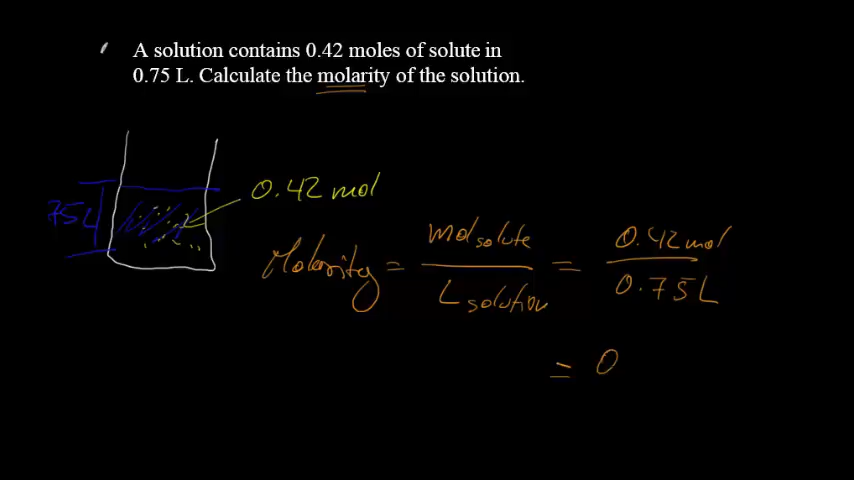 A solution contains 0.42 moles of solute in
0.75 L. Calculate the molarity of the solution.
0.42 mol
75L
Molarity = mol solute / L solution = 0.42 mol / 0.75 L
= 0